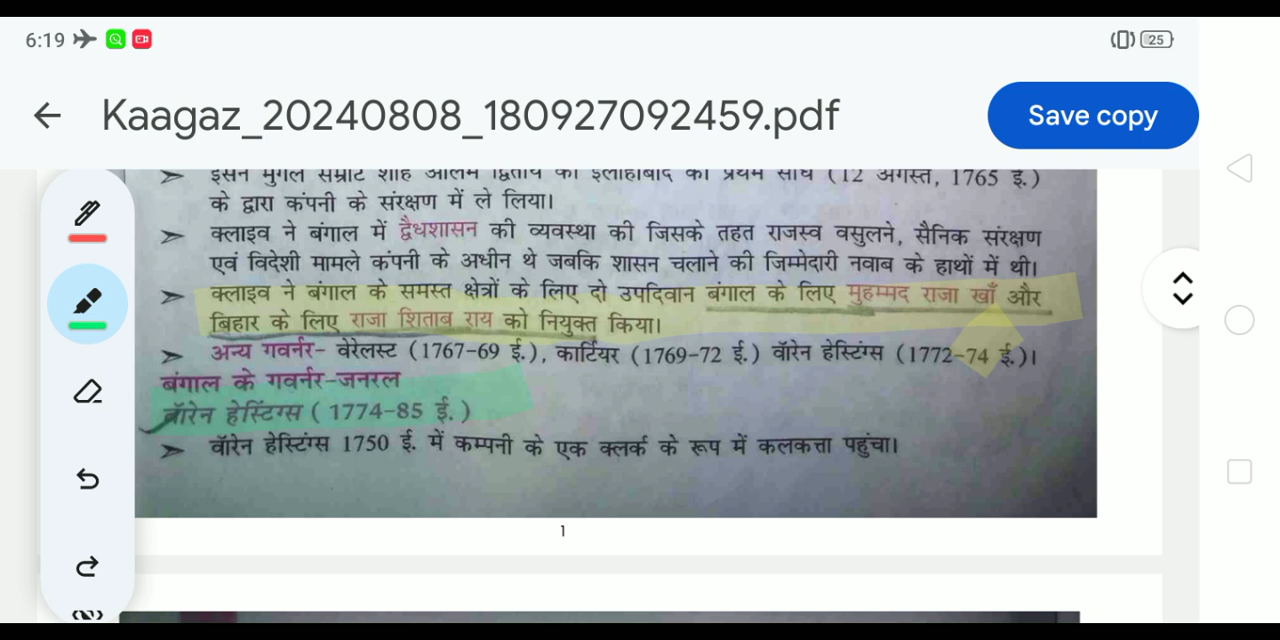 6:19
25
Kaagaz_20240808_180927092459.pdf
Save copy
इसने मुगल सम्राट शाह आलम द्वितीय को इलाहाबाद की प्रथम संधि (12 अगस्त, 1765 ई.)
के द्वारा कंपनी के संरक्षण में ले लिया।
क्लाइव ने बंगाल में द्वैधशासन की व्यवस्था की जिसके तहत राजस्व वसुलने, सैनिक संरक्षण
एवं विदेशी मामले कंपनी के अधीन थे जबकि शासन चलाने की जिम्मेदारी नवाब के हाथों में थी।
क्लाइव ने बंगाल के समस्त क्षेत्रों के लिए दो उपदिवान बंगाल के लिए मुहम्मद राजा खाँ और
बिहार के लिए राजा शिताब राय को नियुक्त किया।
अन्य गवर्नर- वेरेलस्ट (1767-69 ई.), कार्टियर (1769-72 ई.) वॉरेन हेस्टिंग्स (1772-74 ई.)।
बंगाल के गवर्नर-जनरल
वॉरेन हेस्टिंग्स (1774-85 ई.)
वॉरेन हेस्टिंग्स 1750 ई. में कम्पनी के एक क्लर्क के रूप में कलकत्ता पहुंचा।
1